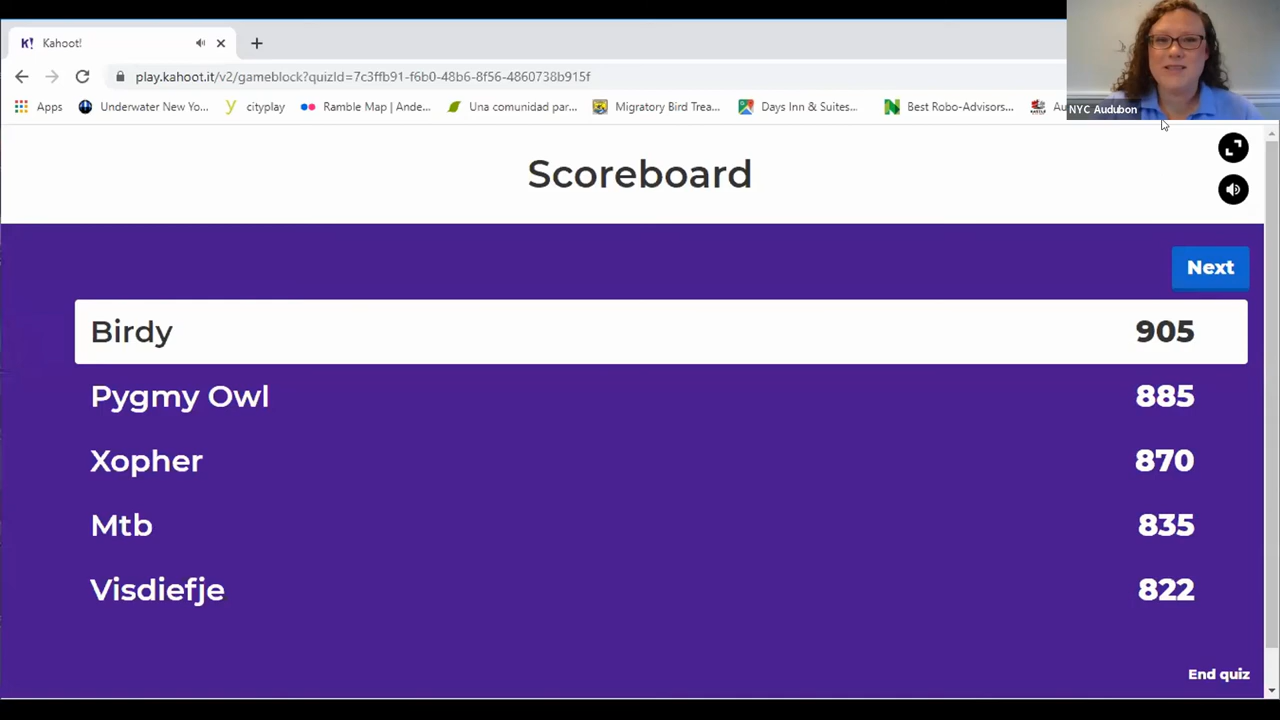 K! Kahoot!
play.kahoot.it/v2/gameblock?quizId=7c3ffb91-f6b0-48b6-8f56-4860738b915f
Apps Underwater New Yo... cityplay Ramble Map | Ande... Una comunidad par... Migratory Bird Trea... Days Inn & Suites... Best Robo-Advisors... Au
NYC Audubon
Scoreboard
Next
Birdy 905
Pygmy Owl 885
Xopher 870
Mtb 835
Visdiefje 822
End quiz